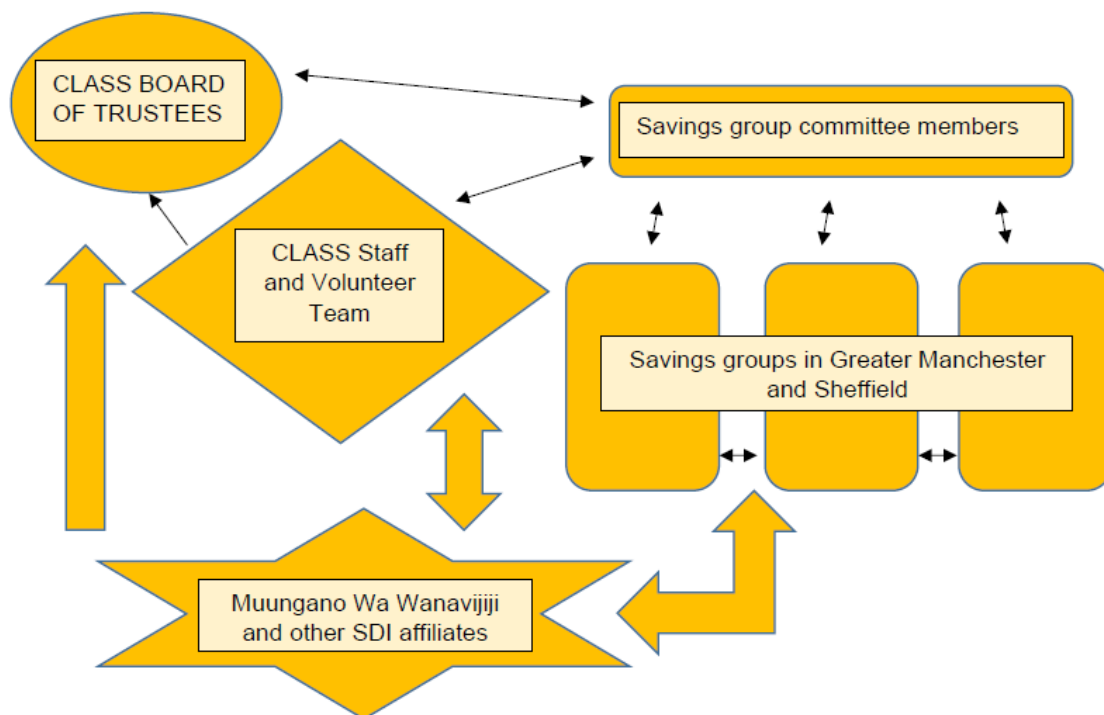 CLASS BOARD
OF TRUSTEES
Savings group committee members
CLASS Staff
and Volunteer
Team
Savings groups in Greater Manchester
and Sheffield
Muungano Wa Wanavijiji
and other SDI affiliates